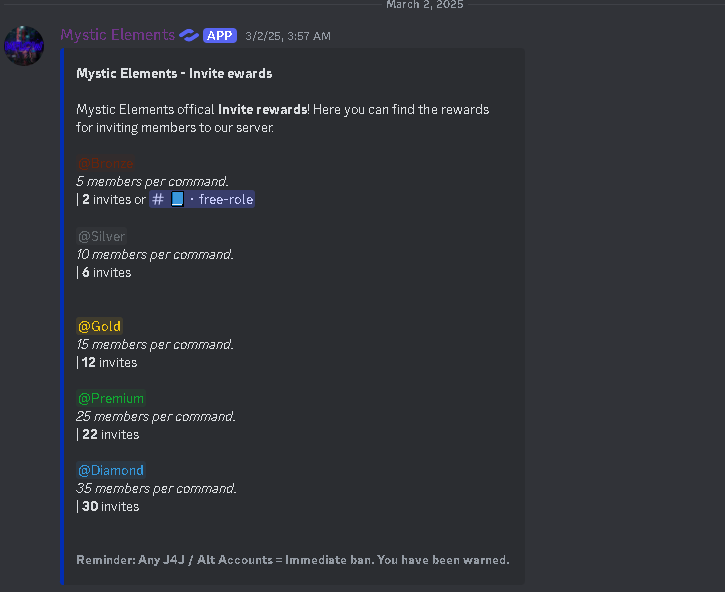 March 2, 2025
Mystic Elements APP 3/2/25, 3:57 AM
Mystic Elements - Invite ewards
Mystic Elements offical Invite rewards! Here you can find the rewards
for inviting members to our server.
@Bronze
5 members per command.
| 2 invites or # 📘・free-role
@Silver
10 members per command.
| 6 invites
@Gold
15 members per command.
| 12 invites
@Premium
25 members per command.
| 22 invites
@Diamond
35 members per command.
| 30 invites
Reminder: Any J4J / Alt Accounts = Immediate ban. You have been warned.